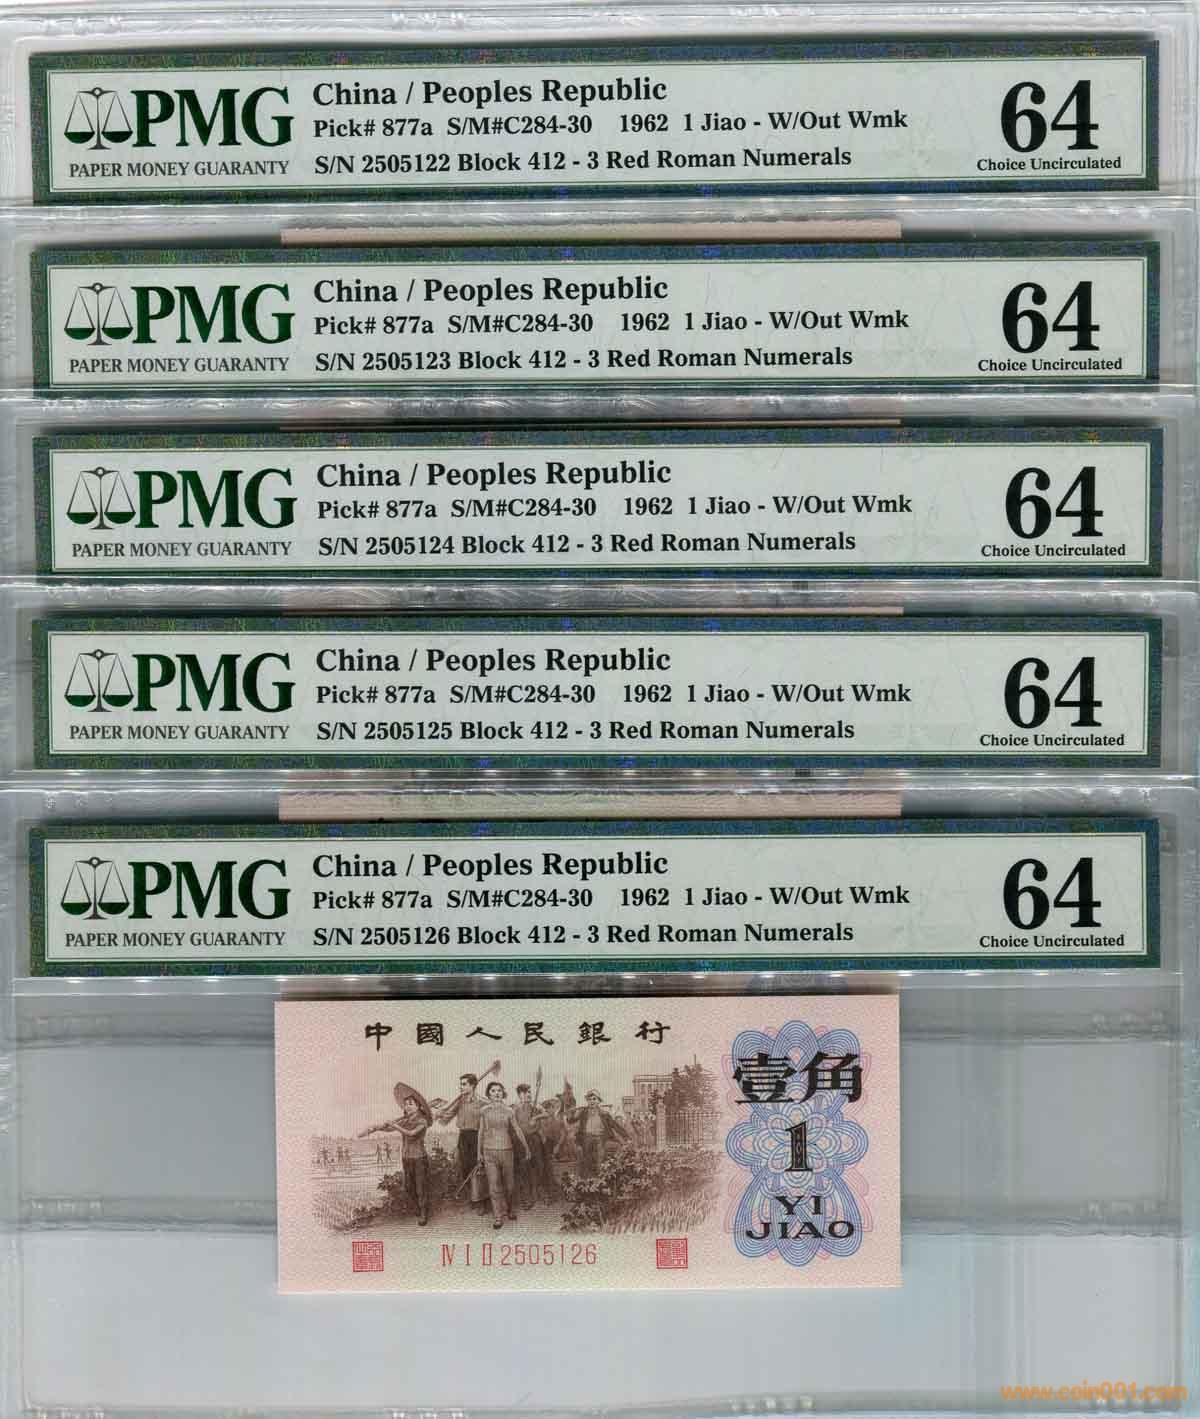 PMG
PAPER MONEY GUARANTY
China / Peoples Republic
Pick# 877a S/M#C284-30 1962 1 Jiao - W/Out Wmk
S/N 2505122 Block 412 - 3 Red Roman Numerals
64
Choice Uncirculated
PMG
PAPER MONEY GUARANTY
China / Peoples Republic
Pick# 877a S/M#C284-30 1962 1 Jiao - W/Out Wmk
S/N 2505123 Block 412 - 3 Red Roman Numerals
64
Choice Uncirculated
PMG
PAPER MONEY GUARANTY
China / Peoples Republic
Pick# 877a S/M#C284-30 1962 1 Jiao - W/Out Wmk
S/N 2505124 Block 412 - 3 Red Roman Numerals
64
Choice Uncirculated
PMG
PAPER MONEY GUARANTY
China / Peoples Republic
Pick# 877a S/M#C284-30 1962 1 Jiao - W/Out Wmk
S/N 2505125 Block 412 - 3 Red Roman Numerals
64
Choice Uncirculated
PMG
PAPER MONEY GUARANTY
China / Peoples Republic
Pick# 877a S/M#C284-30 1962 1 Jiao - W/Out Wmk
S/N 2505126 Block 412 - 3 Red Roman Numerals
64
Choice Uncirculated
中國人民銀行
壹角
1
YI
JIAO
IV I II 2505126
www.coin001.com